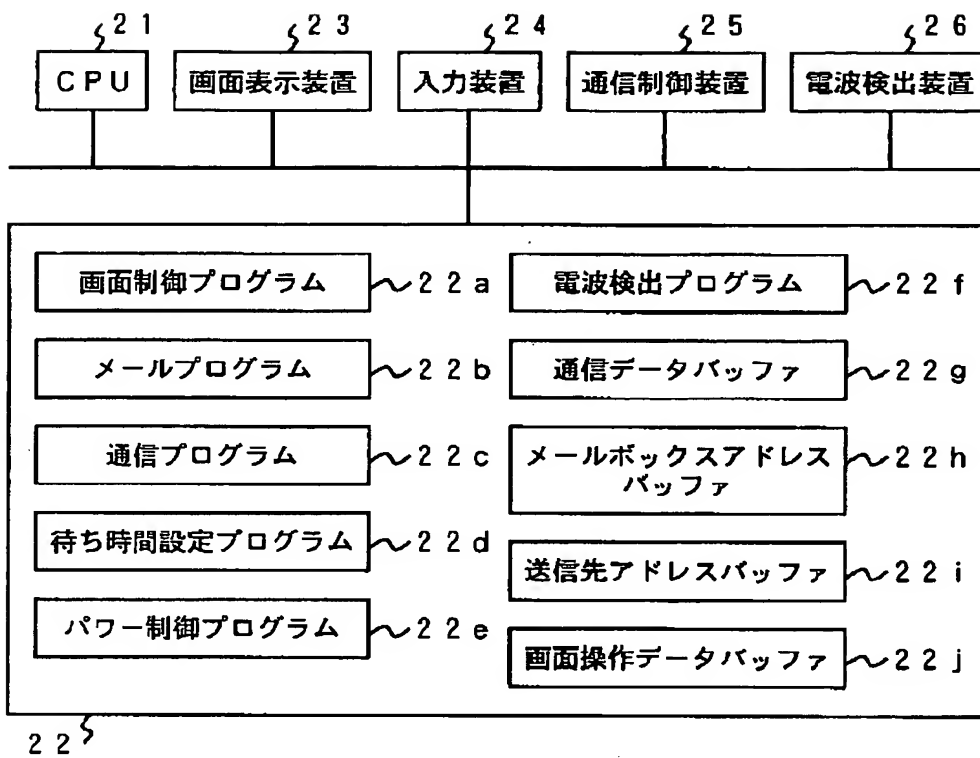 21 23 24 25 26
CPU 画面表示装置 入力装置 通信制御装置 電波検出装置
画面制御プログラム 22a
メールプログラム 22b
通信プログラム 22c
待ち時間設定プログラム 22d
パワー制御プログラム 22e
電波検出プログラム 22f
通信データバッファ 22g
メールボックスアドレス 22h
バッファ
送信先アドレスバッファ 22i
画面操作データバッファ 22j
22